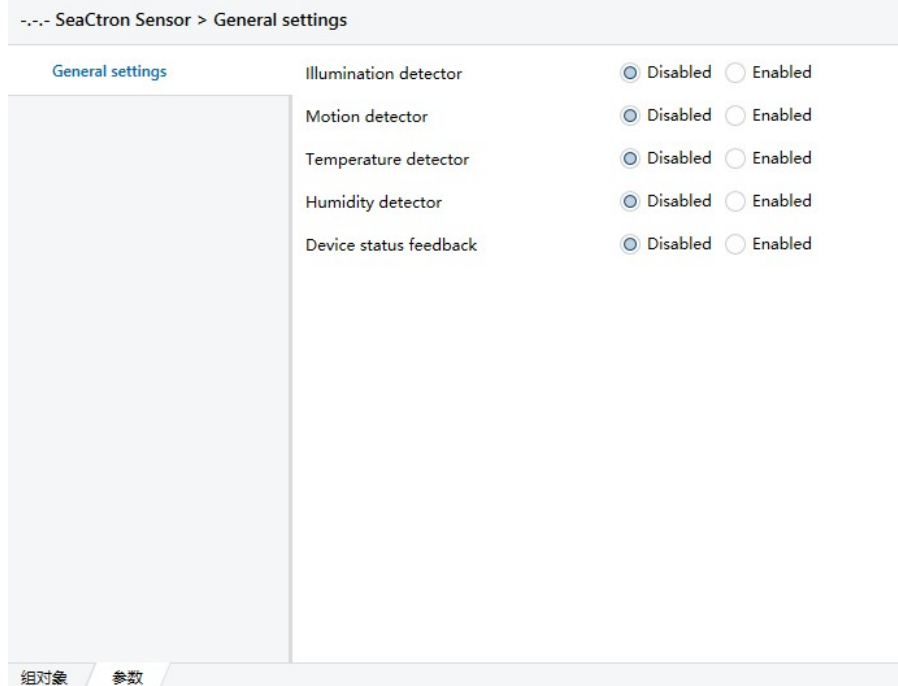 -.-.- SeaCtron Sensor > General settings
General settings
Illumination detector Disabled Enabled
Motion detector Disabled Enabled
Temperature detector Disabled Enabled
Humidity detector Disabled Enabled
Device status feedback Disabled Enabled
组对象 参数